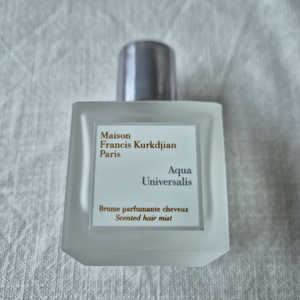 Maison
Francis Kurkdjian
Paris
Aqua
Universalis
Brume parfumante cheveux
Scented hair mist